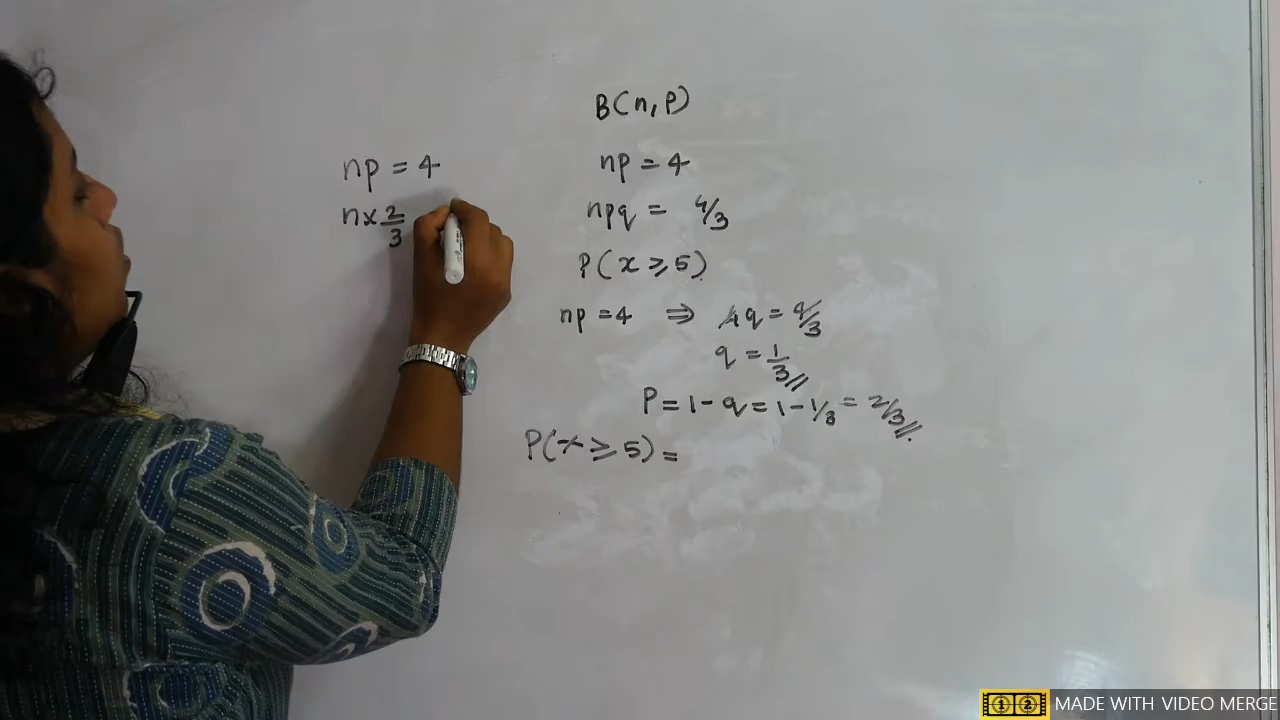 B(n, p)
np = 4
n × 2/3
np = 4
npq = 4/3
P(x ≥ 5)
np = 4 ⇒ 4q = 4/3
q = 1/3
P = 1 - q = 1 - 1/3 = 2/3
P(x ≥ 5) =
MADE WITH VIDEO MERGE